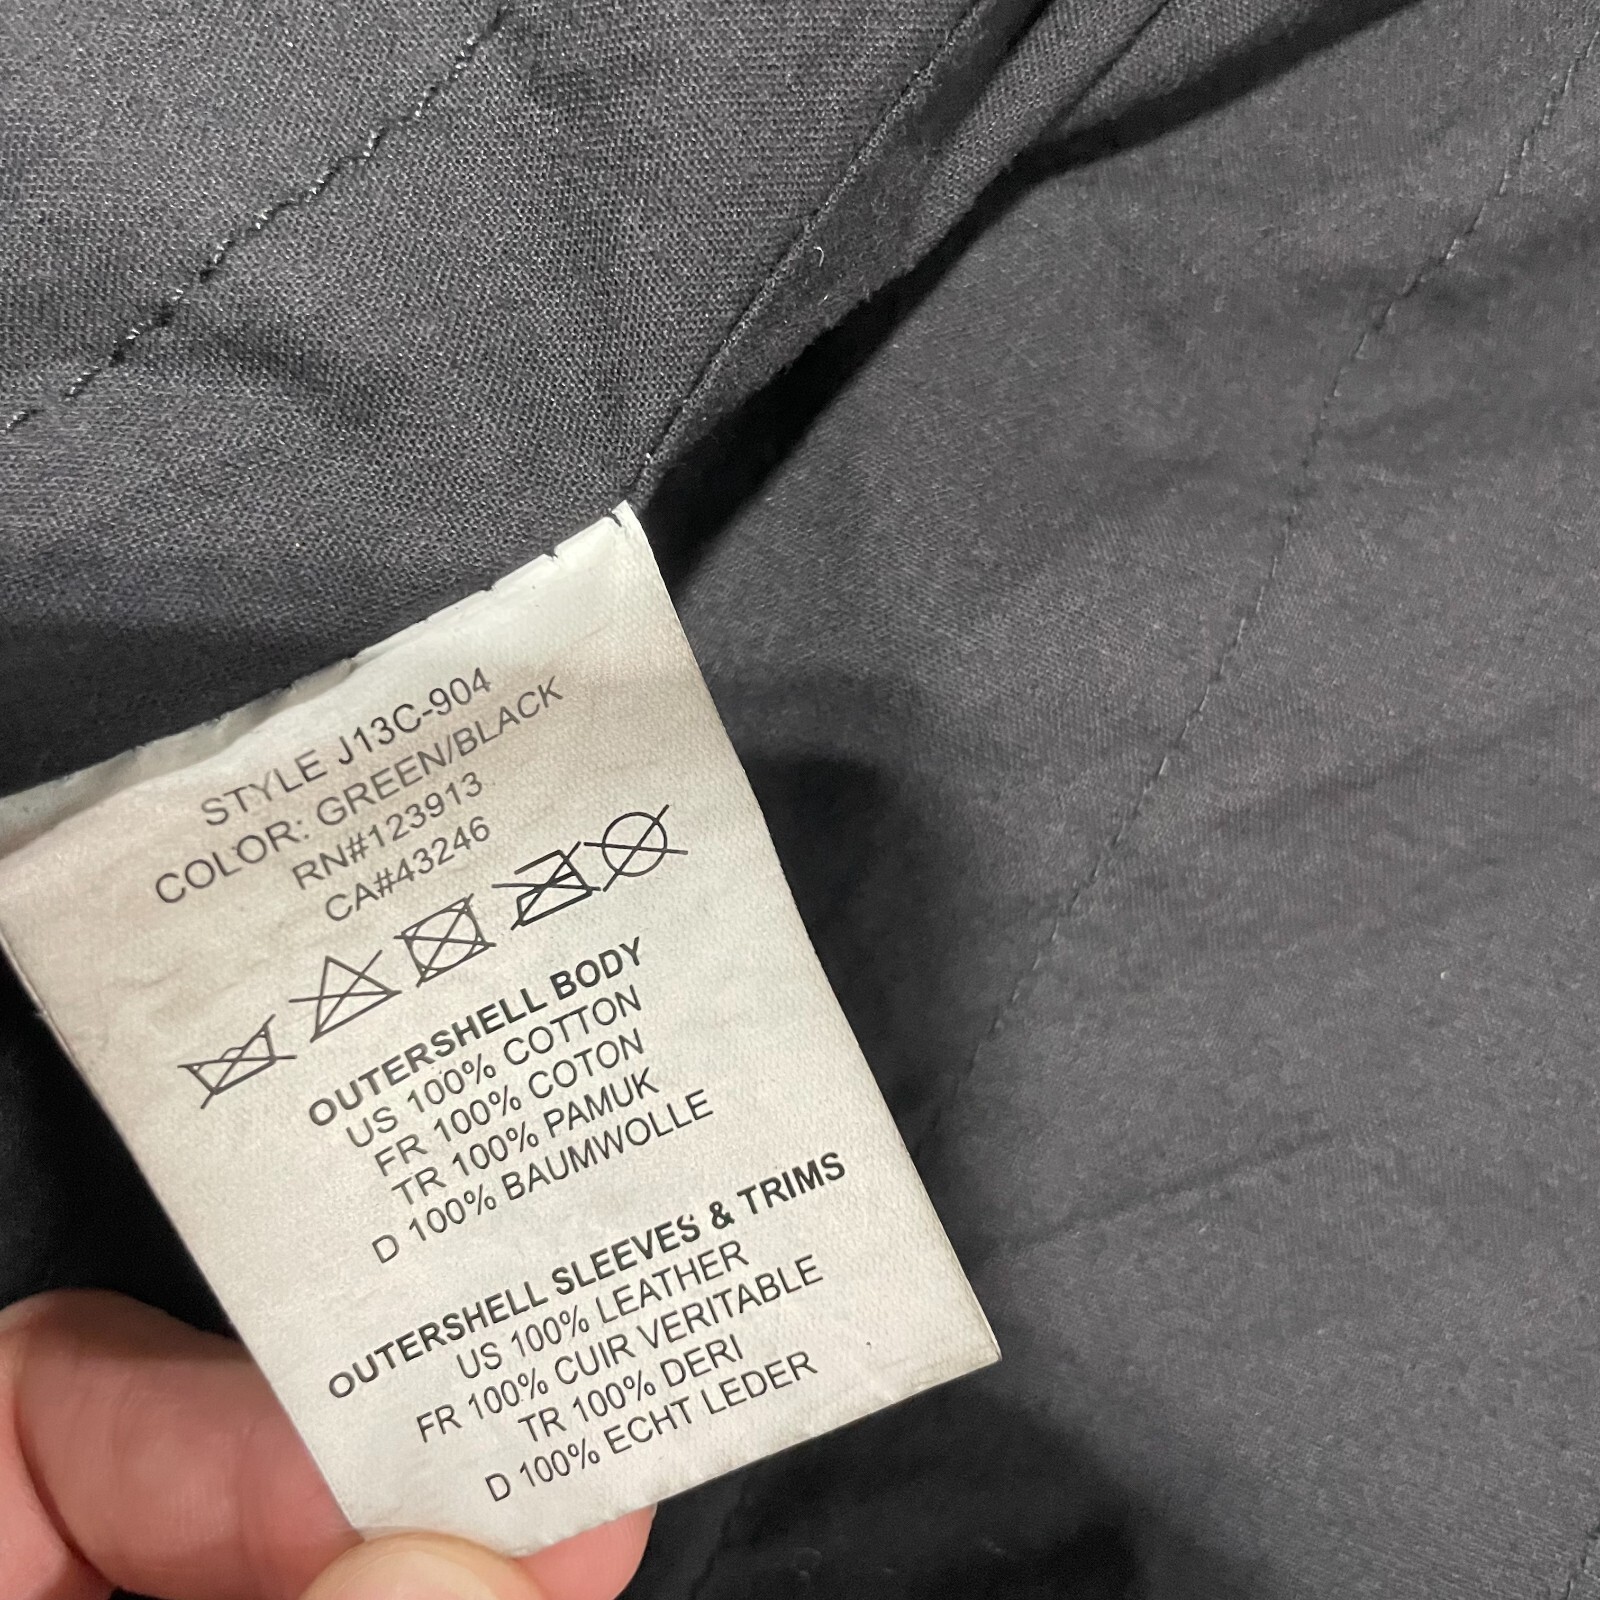 STYLE J13C-904
COLOR: GREEN/BLACK
RN#123913
CA#43246
OUTERSHELL BODY
US 100% COTTON
FR 100% COTON
TR 100% PAMUK
D 100% BAUMWOLLE
OUTERSHELL SLEEVES & TRIMS
US 100% LEATHER
FR 100% CUIR VERITABLE
TR 100% DERI
D 100% ECHT LEDER